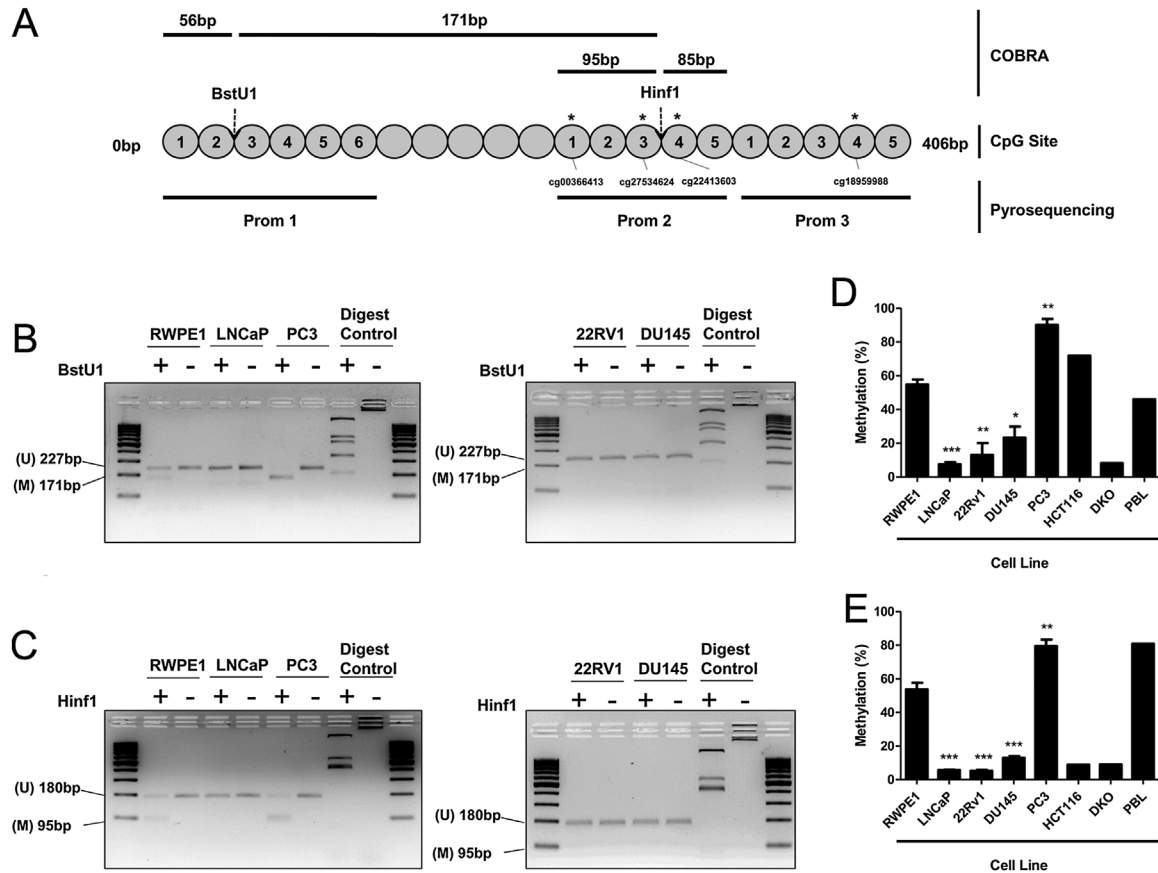 A
56bp
171bp
95bp
85bp
COBRA
BstU1
Hinf1
* * * *
0bp
1 2 3 4 5 6 1 2 3 4 5 1 2 3 4 5
406bp
CpG Site
cg00366413
cg27534624
cg22413603
cg18959988
Prom 1
Prom 2
Prom 3
Pyrosequencing
B
RWPE1 LNCaP PC3 Digest Control
BstU1 + - + - + - + -
(U) 227bp
(M) 171bp
22RV1 DU145 Digest Control
BstU1 + - + - + -
(U) 227bp
(M) 171bp
C
RWPE1 LNCaP PC3 Digest Control
Hinf1 + - + - + - + -
(U) 180bp
(M) 95bp
22RV1 DU145 Digest Control
Hinf1 + - + - + -
(U) 180bp
(M) 95bp
D
Methylation (%)
100
80
60
40
20
0
*** ** * **
RWPE1 LNCaP 22Rv1 DU145 PC3 HCT116 DKO PBL
Cell Line
E
Methylation (%)
100
80
60
40
20
0
*** *** *** **
RWPE1 LNCaP 22Rv1 DU145 PC3 HCT116 DKO PBL
Cell Line